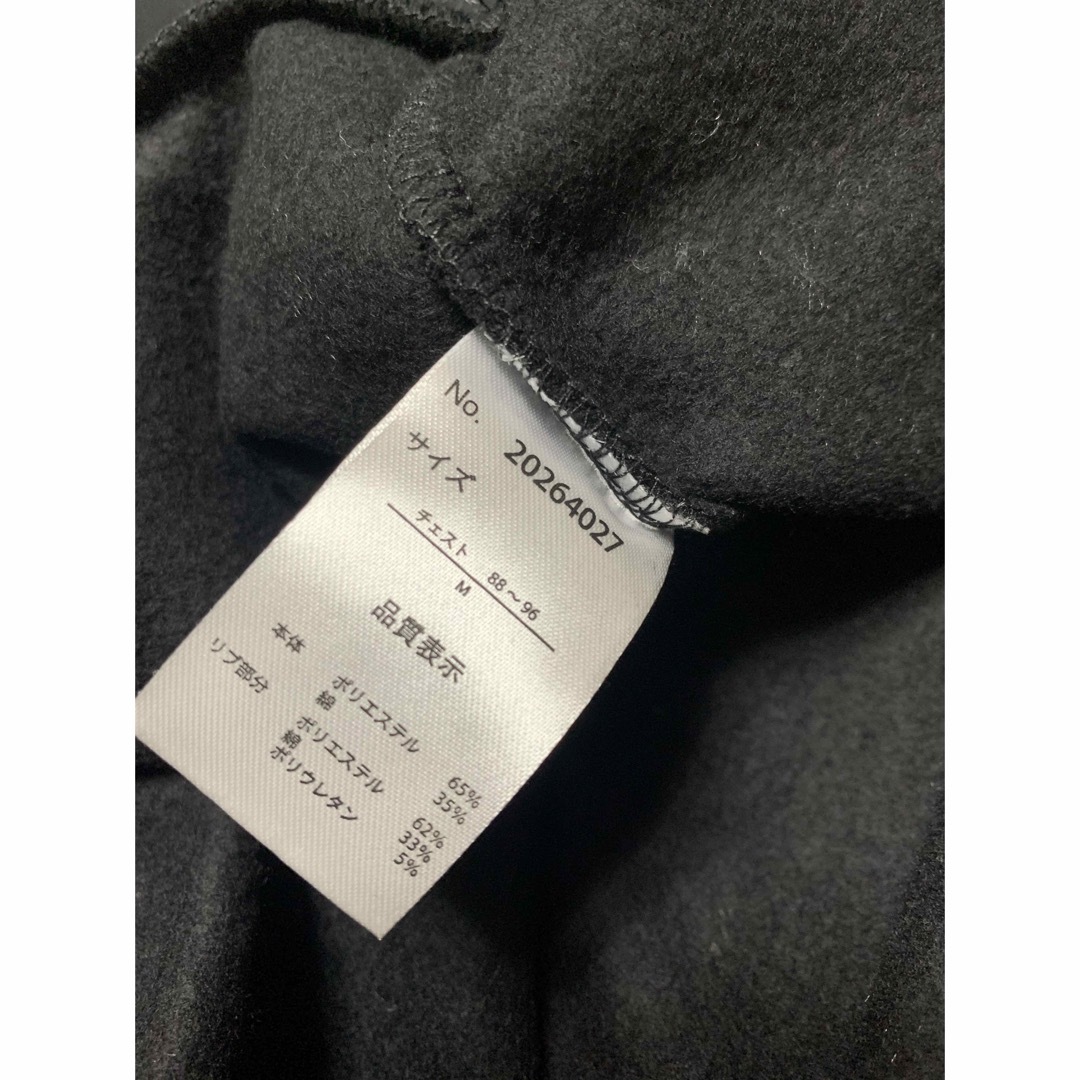 No. 20264027
サイズ
チェスト 88～96
M
品質表示
本体 ポリエステル 65%
綿 35%
リブ部分 ポリエステル 62%
綿 33%
ポリウレタン 5%